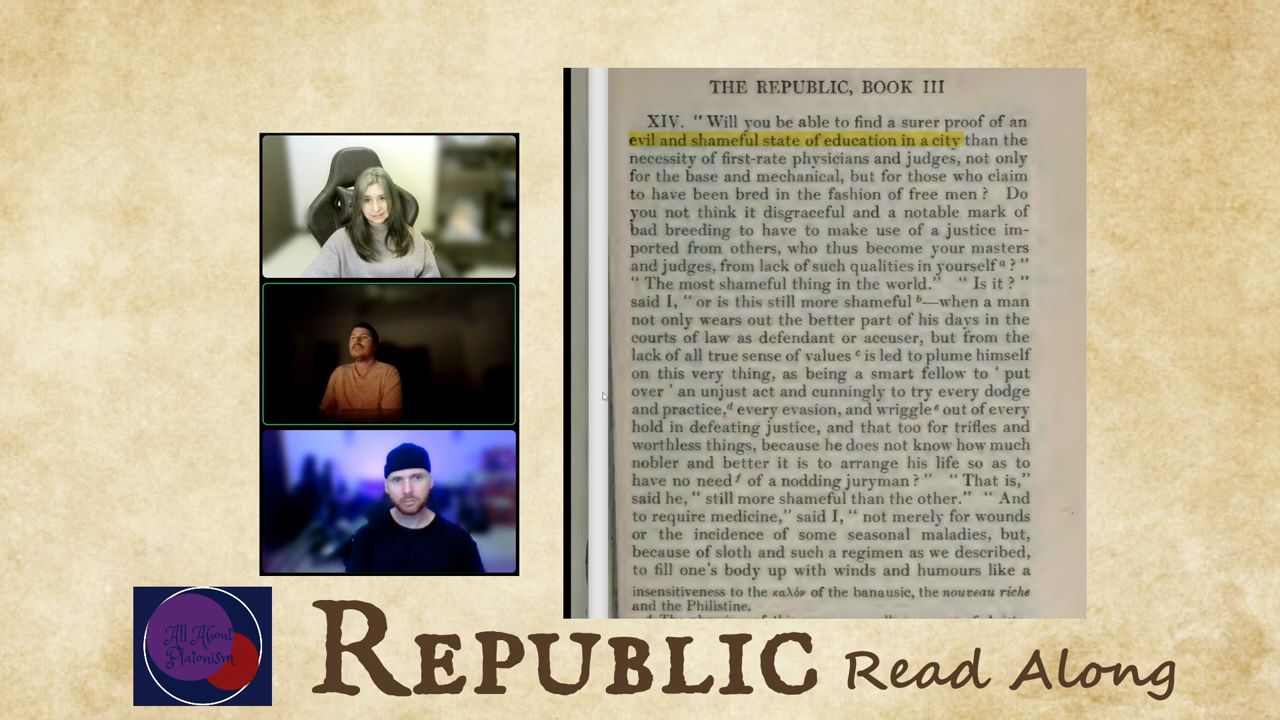 THE REPUBLIC, BOOK III
XIV. “ Will you be able to find a surer proof of an
evil and shameful state of education in a city than the
necessity of first-rate physicians and judges, not only
for the base and mechanical, but for those who claim
to have been bred in the fashion of free men ? Do
you not think it disgraceful and a notable mark of
bad breeding to have to make use of a justice im-
ported from others, who thus become your masters
and judges, from lack of such qualities in yourself ᵃ ? ”
“ The most shameful thing in the world.” “ Is it ? ”
said I, “ or is this still more shameful ᵇ—when a man
not only wears out the better part of his days in the
courts of law as defendant or accuser, but from the
lack of all true sense of values ᶜ is led to plume himself
on this very thing, as being a smart fellow to ‘ put
over ’ an unjust act and cunningly to try every dodge
and practice,ᵈ every evasion, and wriggle ᵉ out of every
hold in defeating justice, and that too for trifles and
worthless things, because he does not know how much
nobler and better it is to arrange his life so as to
have no need ᶠ of a nodding juryman ? ” “ That is,”
said he, “ still more shameful than the other.” “ And
to require medicine,” said I, “ not merely for wounds
or the incidence of some seasonal maladies, but,
because of sloth and such a regimen as we described,
to fill one's body up with winds and humours like a
insensitiveness to the καλόν of the banausic, the nouveau riche
and the Philistine.
All About
Platonism
REPUBLIC Read Along